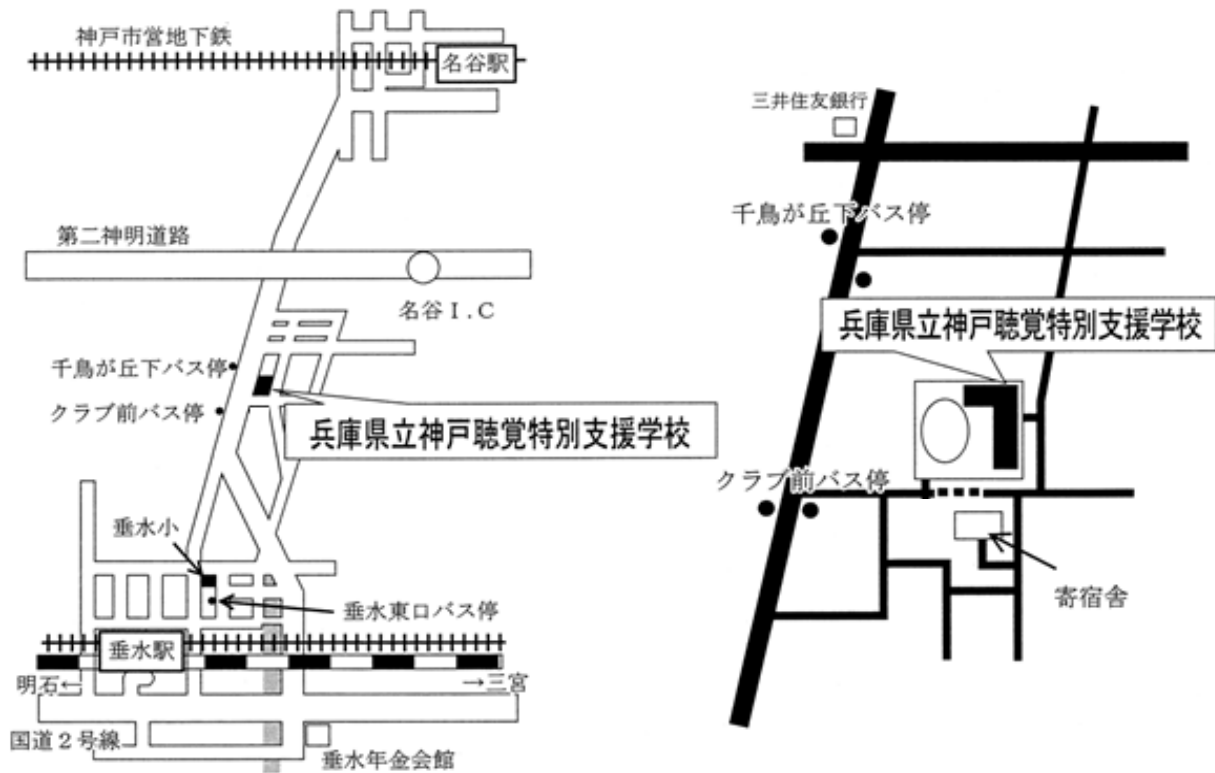 神戸市営地下鉄
名谷駅
第二神明道路
名谷I.C
千鳥が丘下バス停
クラブ前バス停
兵庫県立神戸聴覚特別支援学校
垂水小
垂水東口バス停
垂水駅
明石←
→三宮
国道2号線
垂水年金会館
三井住友銀行
千鳥が丘下バス停
兵庫県立神戸聴覚特別支援学校
クラブ前バス停
寄宿舎